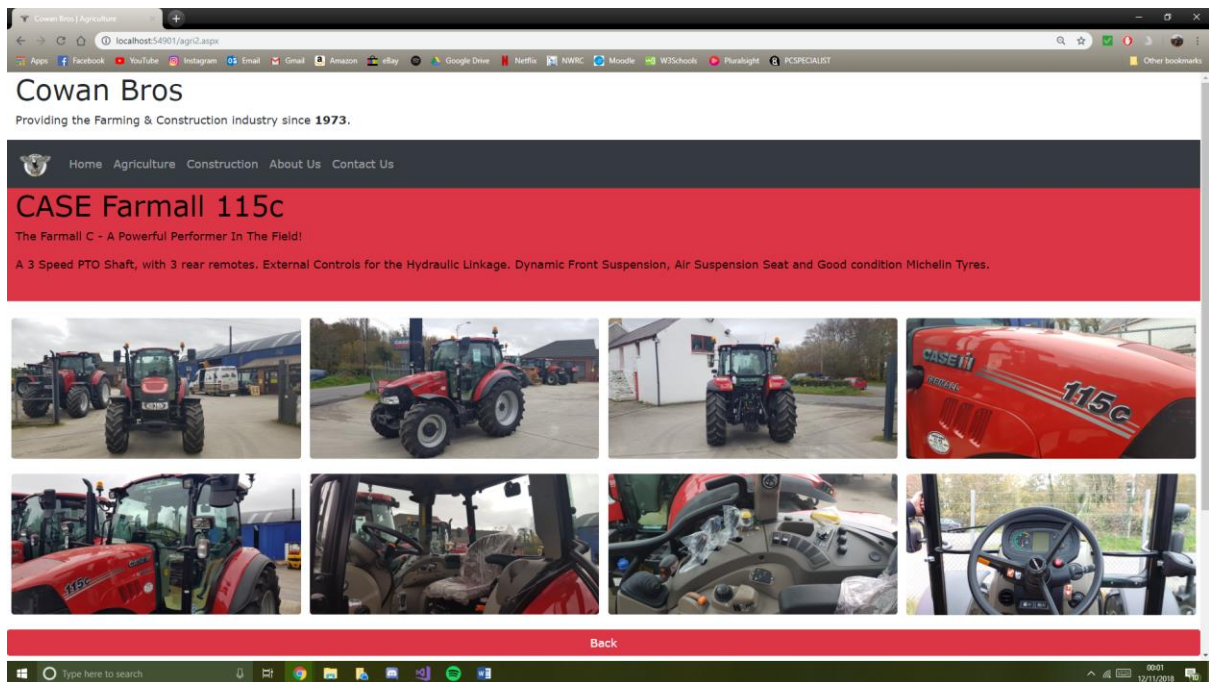 Cowan Bros | Agriculture
localhost:54901/agri2.aspx
Apps Facebook YouTube Instagram Email Gmail Amazon eBay Google Drive Netflix NWRC Moodle W3Schools Pluralsight PCSPECIALIST Other bookmarks
Cowan Bros
Providing the Farming & Construction industry since 1973.
Home Agriculture Construction About Us Contact Us
CASE Farmall 115c
The Farmall C - A Powerful Performer In The Field!
A 3 Speed PTO Shaft, with 3 rear remotes. External Controls for the Hydraulic Linkage. Dynamic Front Suspension, Air Suspension Seat and Good condition Michelin Tyres.
CASE IH
FARMALL
115C
115C
Back
Type here to search
00:01
12/11/2018